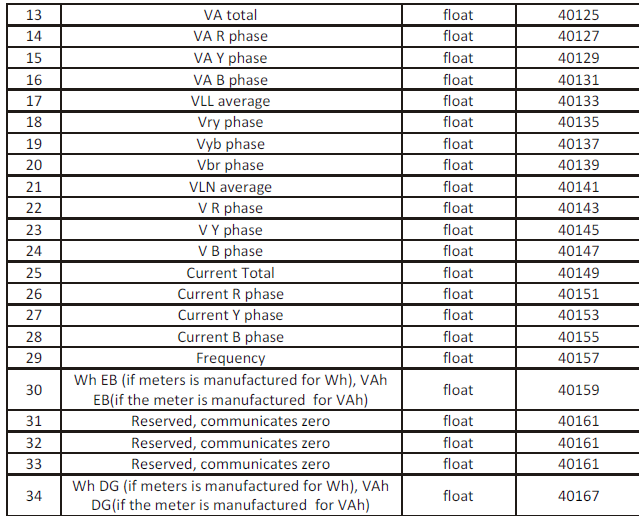 13 VA total float 40125
14 VA R phase float 40127
15 VA Y phase float 40129
16 VA B phase float 40131
17 VLL average float 40133
18 Vry phase float 40135
19 Vyb phase float 40137
20 Vbr phase float 40139
21 VLN average float 40141
22 V R phase float 40143
23 V Y phase float 40145
24 V B phase float 40147
25 Current Total float 40149
26 Current R phase float 40151
27 Current Y phase float 40153
28 Current B phase float 40155
29 Frequency float 40157
30 Wh EB (if meters is manufactured for Wh), VAh
EB(if the meter is manufactured for VAh) float 40159
31 Reserved, communicates zero float 40161
32 Reserved, communicates zero float 40161
33 Reserved, communicates zero float 40161
34 Wh DG (if meters is manufactured for Wh), VAh
DG(if the meter is manufactured for VAh) float 40167